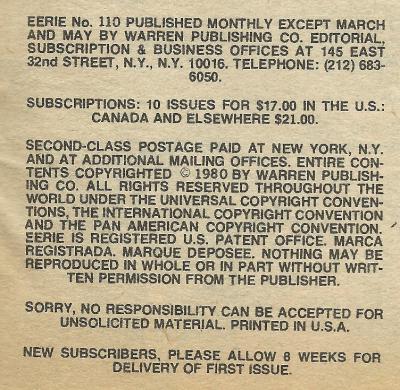 EERIE No. 110 PUBLISHED MONTHLY EXCEPT MARCH
AND MAY BY WARREN PUBLISHING CO. EDITORIAL,
SUBSCRIPTION & BUSINESS OFFICES AT 145 EAST
32nd STREET, N.Y., N.Y. 10016. TELEPHONE: (212) 683-
6050.
SUBSCRIPTIONS: 10 ISSUES FOR $17.00 IN THE U.S.:
CANADA AND ELSEWHERE $21.00.
SECOND-CLASS POSTAGE PAID AT NEW YORK, N.Y.
AND AT ADDITIONAL MAILING OFFICES. ENTIRE CON-
TENTS COPYRIGHTED © 1980 BY WARREN PUBLISH-
ING CO. ALL RIGHTS RESERVED THROUGHOUT THE
WORLD UNDER THE UNIVERSAL COPYRIGHT CONVEN-
TIONS, THE INTERNATIONAL COPYRIGHT CONVENTION
AND THE PAN AMERICAN COPYRIGHT CONVENTION.
EERIE IS REGISTERED U.S. PATENT OFFICE. MARCA
REGISTRADA. MARQUE DEPOSEE. NOTHING MAY BE
REPRODUCED IN WHOLE OR IN PART WITHOUT WRIT-
TEN PERMISSION FROM THE PUBLISHER.
SORRY, NO RESPONSIBILITY CAN BE ACCEPTED FOR
UNSOLICITED MATERIAL. PRINTED IN U.S.A.
NEW SUBSCRIBERS, PLEASE ALLOW 8 WEEKS FOR
DELIVERY OF FIRST ISSUE.